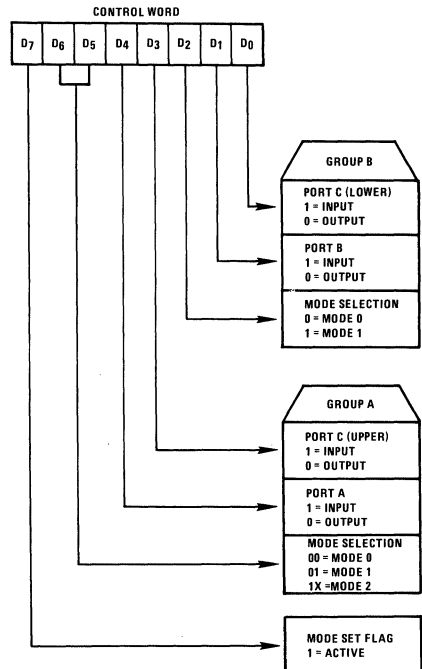 CONTROL WORD
D7 D6 D5 D4 D3 D2 D1 D0
GROUP B
PORT C (LOWER)
1 = INPUT
0 = OUTPUT
PORT B
1 = INPUT
0 = OUTPUT
MODE SELECTION
0 = MODE 0
1 = MODE 1
GROUP A
PORT C (UPPER)
1 = INPUT
0 = OUTPUT
PORT A
1 = INPUT
0 = OUTPUT
MODE SELECTION
00 = MODE 0
01 = MODE 1
1X =MODE 2
MODE SET FLAG
1 = ACTIVE